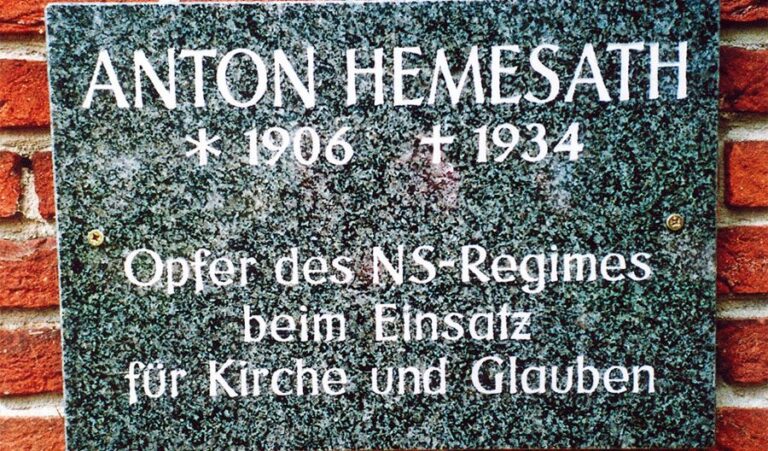 ANTON HEMESATH
* 1906 † 1934
Opfer des NS-Regimes
beim Einsatz
für Kirche und Glauben